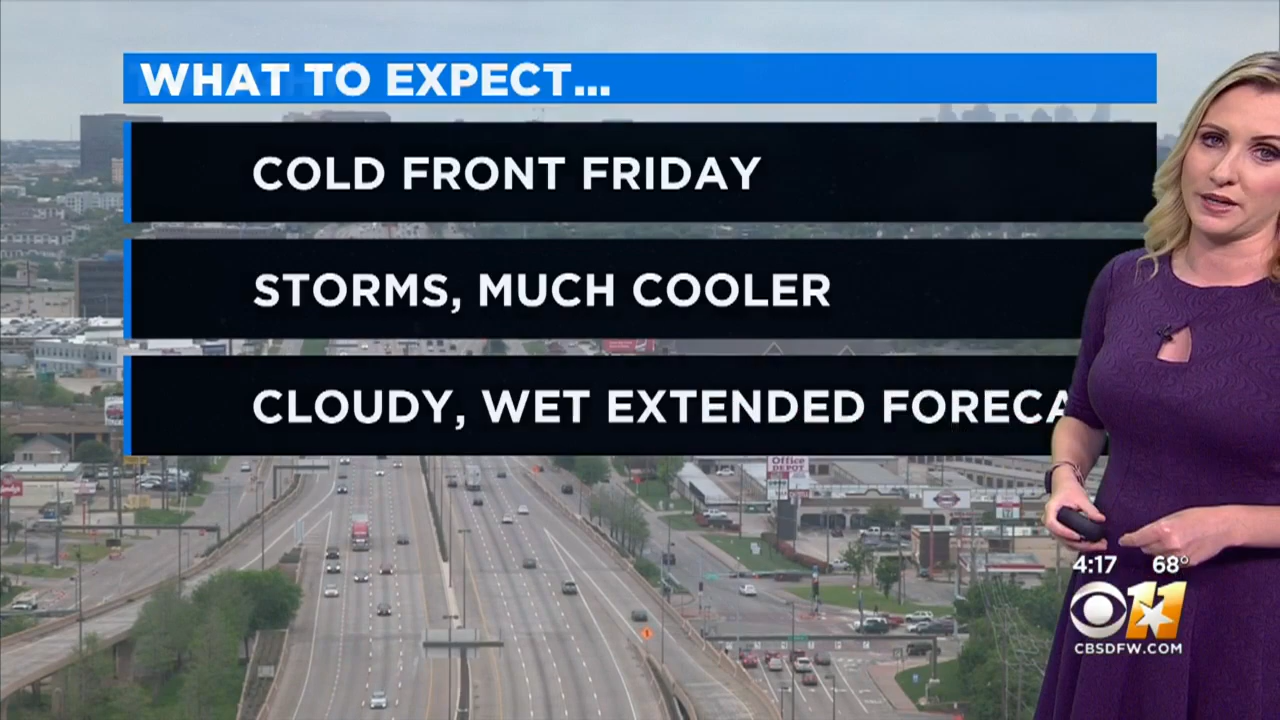 WHAT TO EXPECT...
COLD FRONT FRIDAY
STORMS, MUCH COOLER
CLOUDY, WET EXTENDED FORECA
Office
DEPOT
4:17 68°
11
CBSDFW.COM